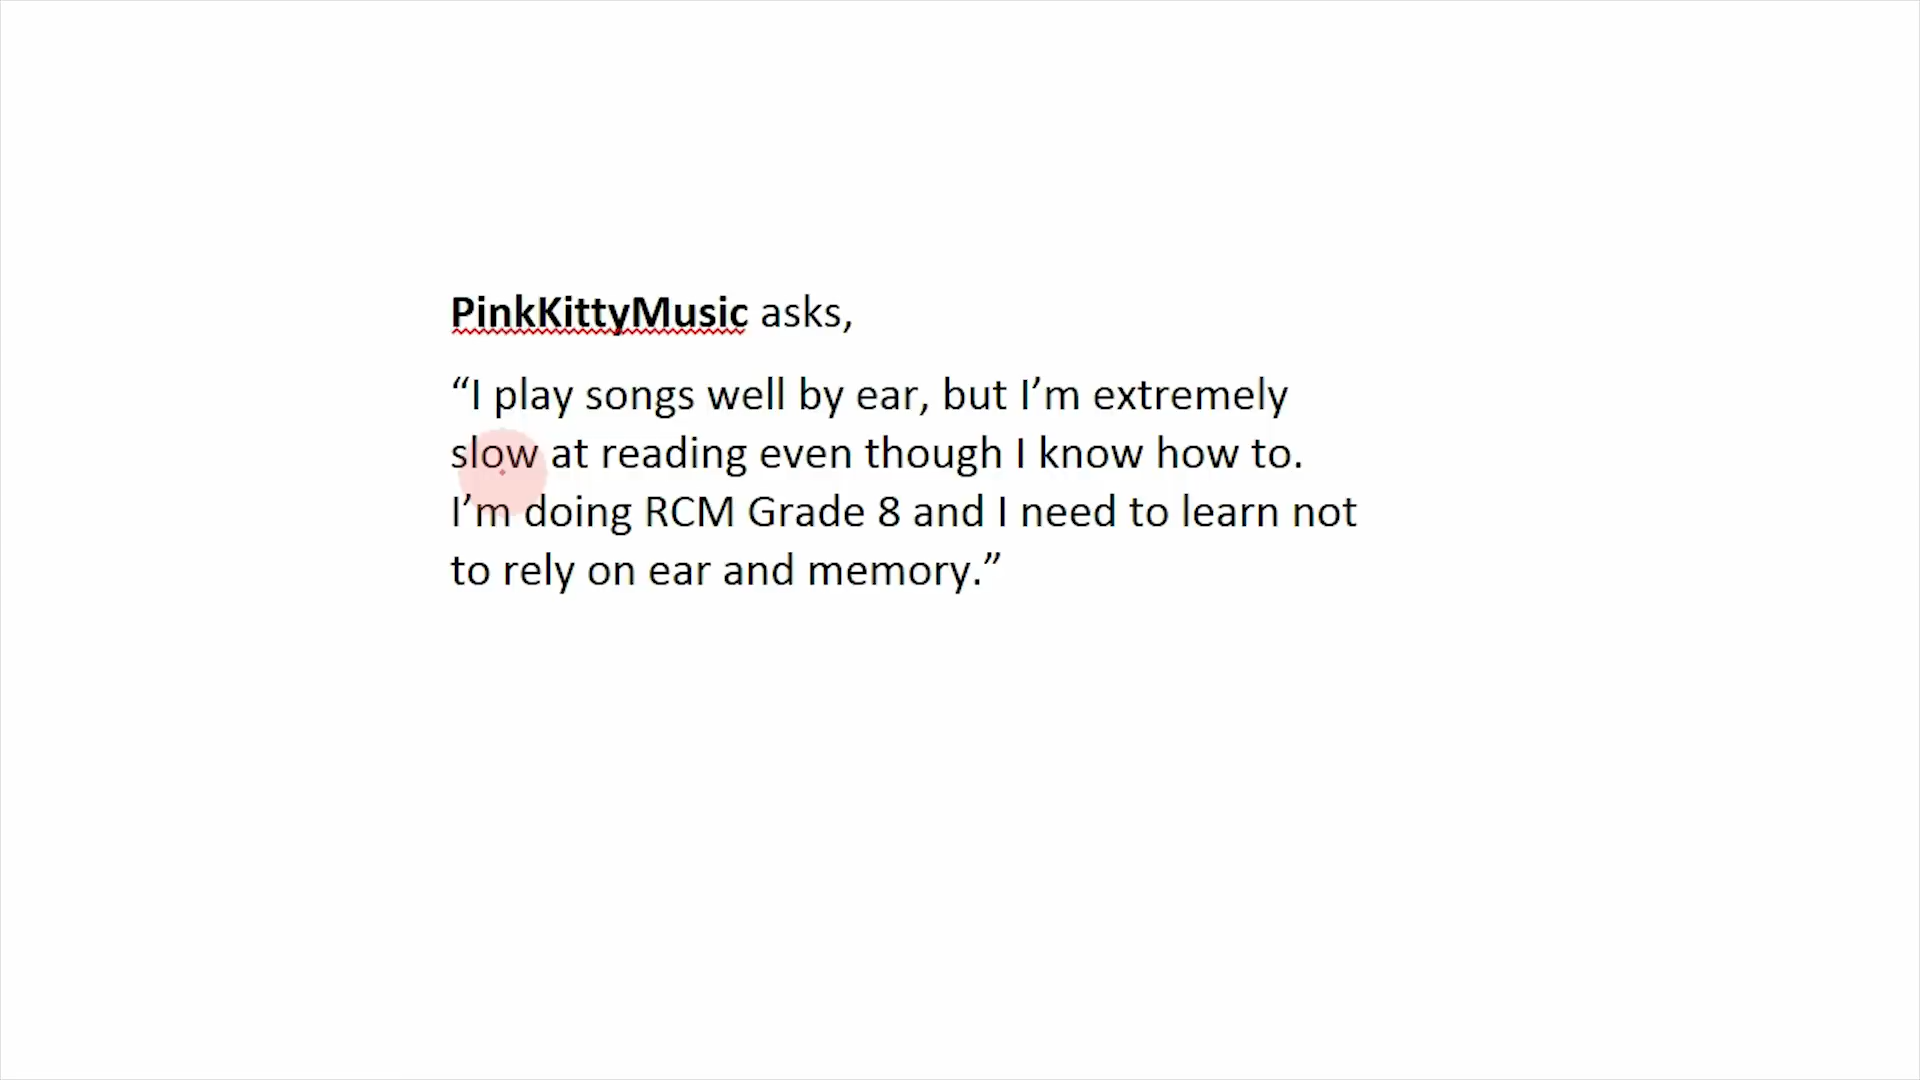 PinkKittyMusic asks,
“I play songs well by ear, but I’m extremely
slow at reading even though I know how to.
I’m doing RCM Grade 8 and I need to learn not
to rely on ear and memory.”